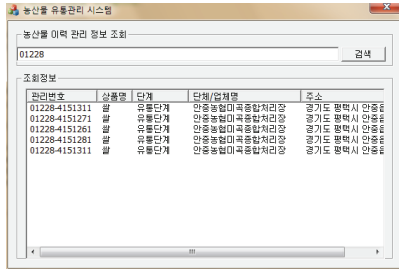 농산물 유통관리 시스템
농산물 이력 관리 정보 조회
01228 검색
조회정보
관리번호 상품명 단계 단체/업체명 주소
01228-4151311 쌀 유통단계 안중농협미곡종합처리장 경기도 평택시 안중읍
01228-4151271 쌀 유통단계 안중농협미곡종합처리장 경기도 평택시 안중읍
01228-4151261 쌀 유통단계 안중농협미곡종합처리장 경기도 평택시 안중읍
01228-4151281 쌀 유통단계 안중농협미곡종합처리장 경기도 평택시 안중읍
01228-4151311 쌀 유통단계 안중농협미곡종합처리장 경기도 평택시 안중읍